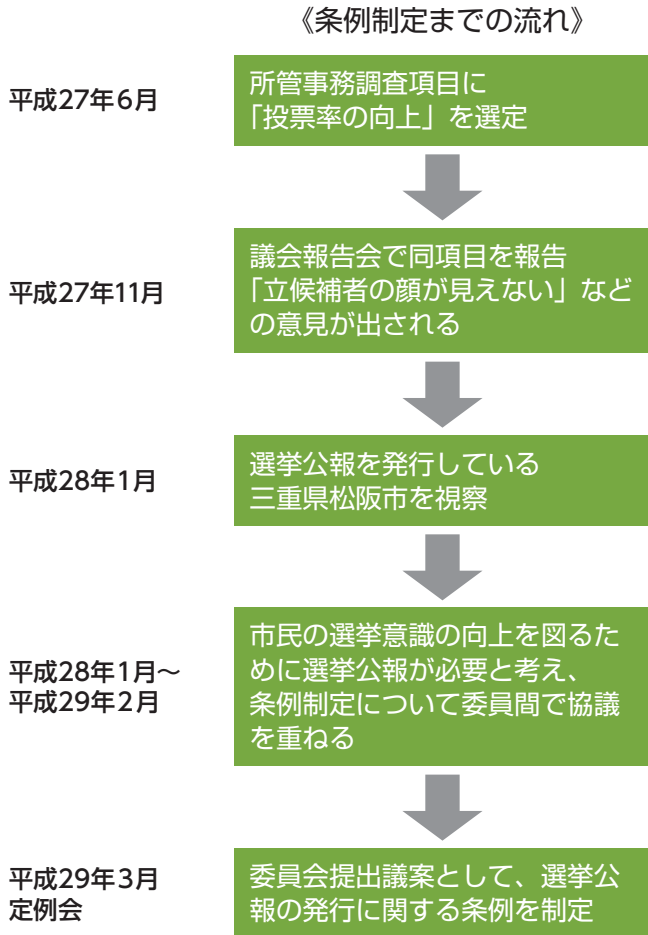 《条例制定までの流れ》
平成27年6月
所管事務調査項目に
「投票率の向上」を選定
平成27年11月
議会報告会で同項目を報告
「立候補者の顔が見えない」など
の意見が出される
平成28年1月
選挙公報を発行している
三重県松阪市を視察
平成28年1月～
平成29年2月
市民の選挙意識の向上を図るた
めに選挙公報が必要と考え、
条例制定について委員間で協議
を重ねる
平成29年3月
定例会
委員会提出議案として、選挙公
報の発行に関する条例を制定